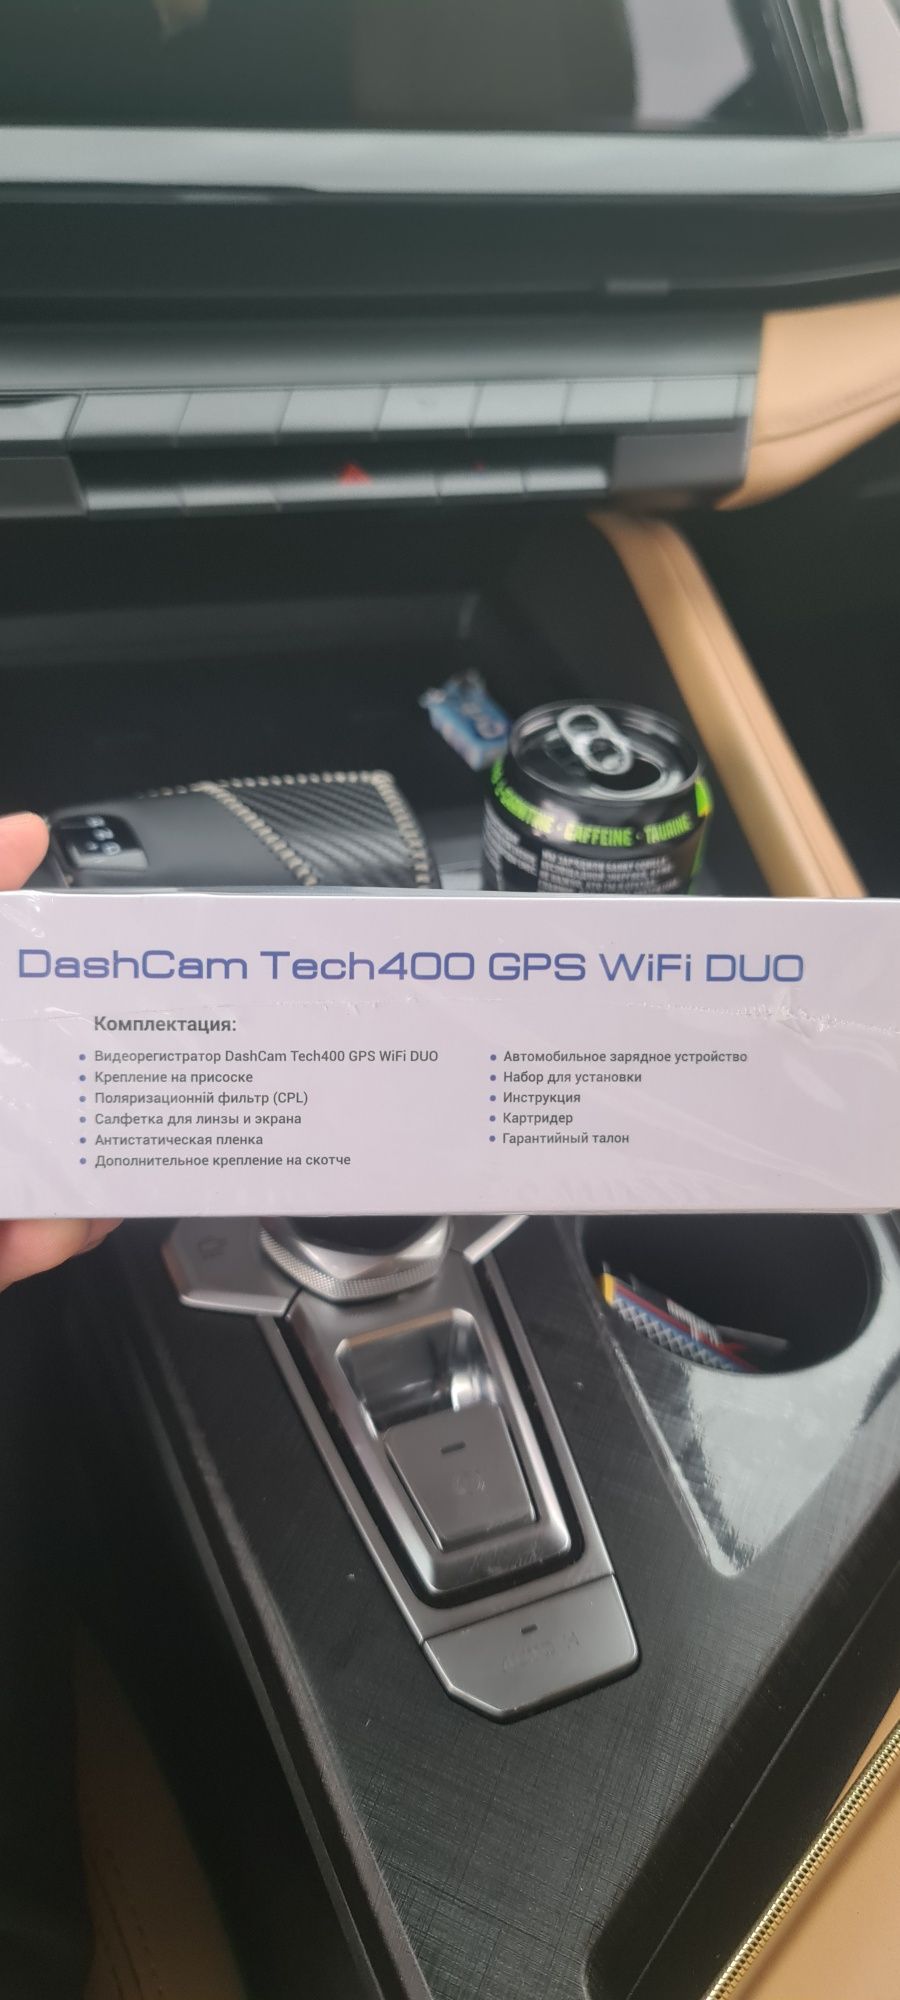 L-CARNITINE · CAFFEINE · TAURINE
DashCam Tech400 GPS WiFi DUO
Комплектация:
• Видеорегистратор DashCam Tech400 GPS WiFi DUO
• Крепление на присоске
• Поляризационнiй фильтр (CPL)
• Салфетка для линзы и экрана
• Антистатическая пленка
• Дополнительное крепление на скотче
• Автомобильное зарядное устройство
• Набор для установки
• Инструкция
• Картридер
• Гарантийный талон